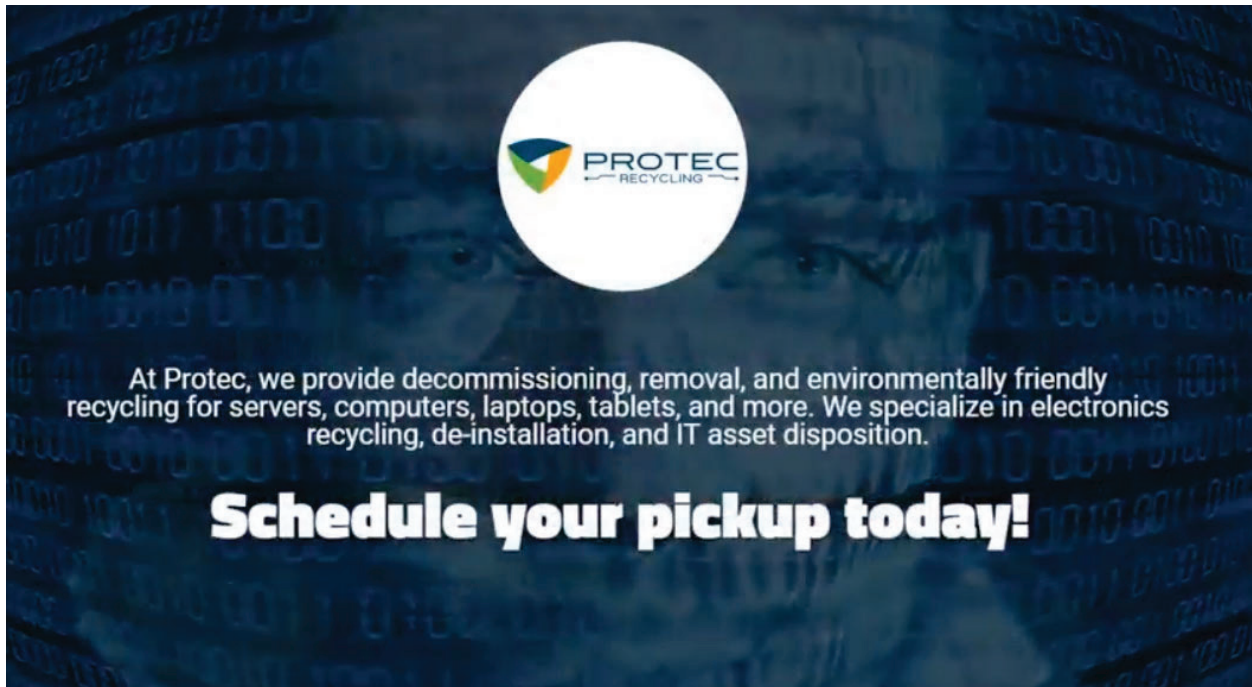 PROTEC
RECYCLING
At Protec, we provide decommissioning, removal, and environmentally friendly
recycling for servers, computers, laptops, tablets, and more. We specialize in electronics
recycling, de-installation, and IT asset disposition.
Schedule your pickup today!